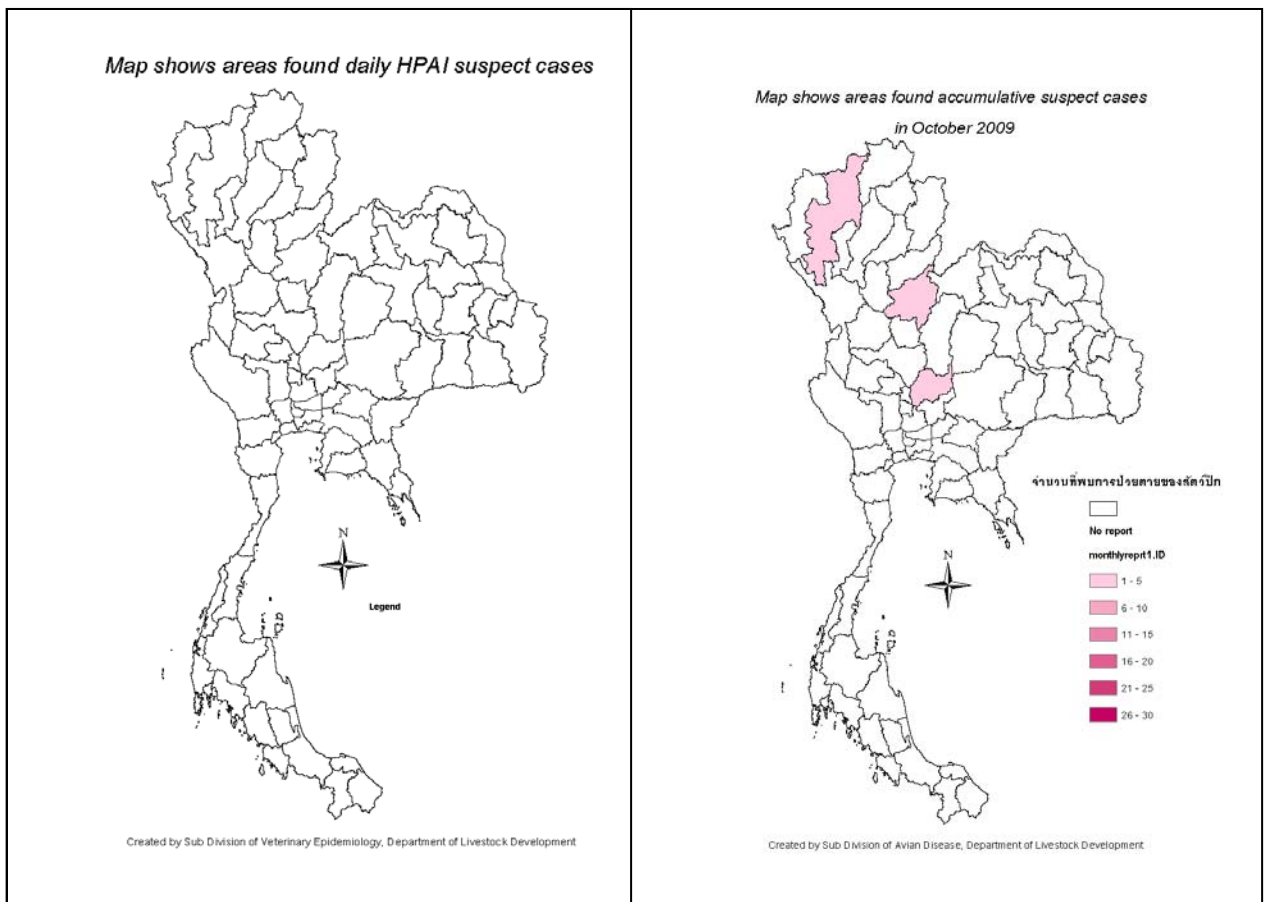 Map shows areas found daily HPAI suspect cases
N
Legend
Created by Sub Division of Veterinary Epidemiology, Department of Livestock Development
Map shows areas found accumulative suspect cases
in October 2009
จำนวนที่พบการป่วยตายของสัตว์ปีก
No report
monthlyreprt1.ID
N
1 - 5
6 - 10
11 - 15
16 - 20
21 - 25
26 - 30
Created by Sub Division of Avian Disease, Department of Livestock Development